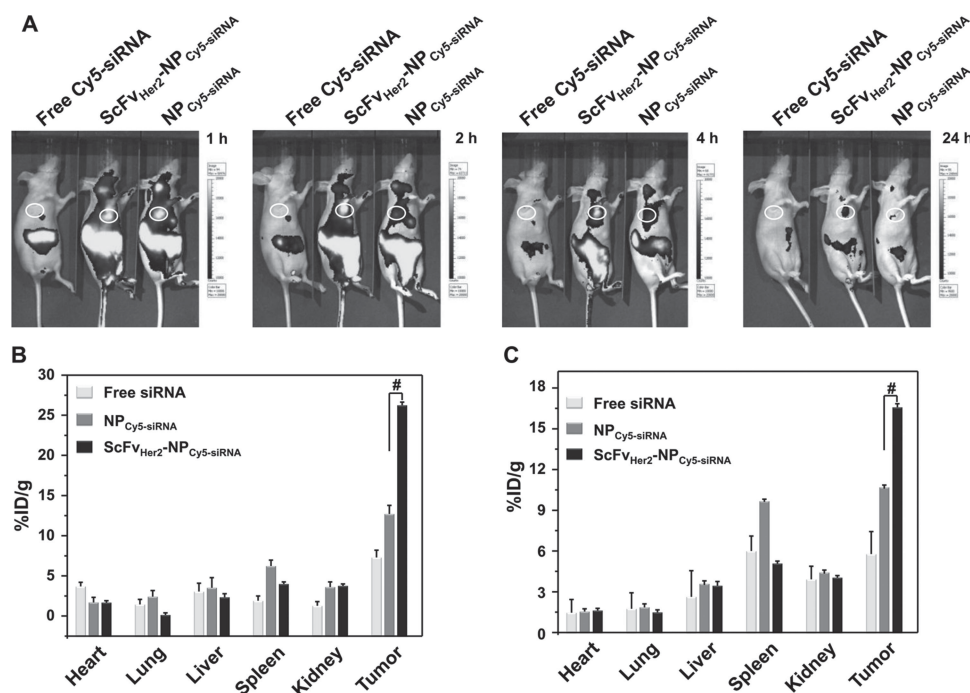 A
Free Cy5-siRNA
ScFvHer2-NP Cy5-siRNA
NP Cy5-siRNA
1 h
Free Cy5-siRNA
ScFvHer2-NP Cy5-siRNA
NP Cy5-siRNA
2 h
Free Cy5-siRNA
ScFvHer2-NP Cy5-siRNA
NP Cy5-siRNA
4 h
Free Cy5-siRNA
ScFvHer2-NP Cy5-siRNA
NP Cy5-siRNA
24 h
B
%ID/g
30
25
20
15
10
5
0
Free siRNA
NPCy5-siRNA
ScFvHer2-NPCy5-siRNA
#
Heart
Lung
Liver
Spleen
Kidney
Tumor
C
%ID/g
18
15
12
9
6
3
0
Free siRNA
NPCy5-siRNA
ScFvHer2-NPCy5-siRNA
#
Heart
Lung
Liver
Spleen
Kidney
Tumor